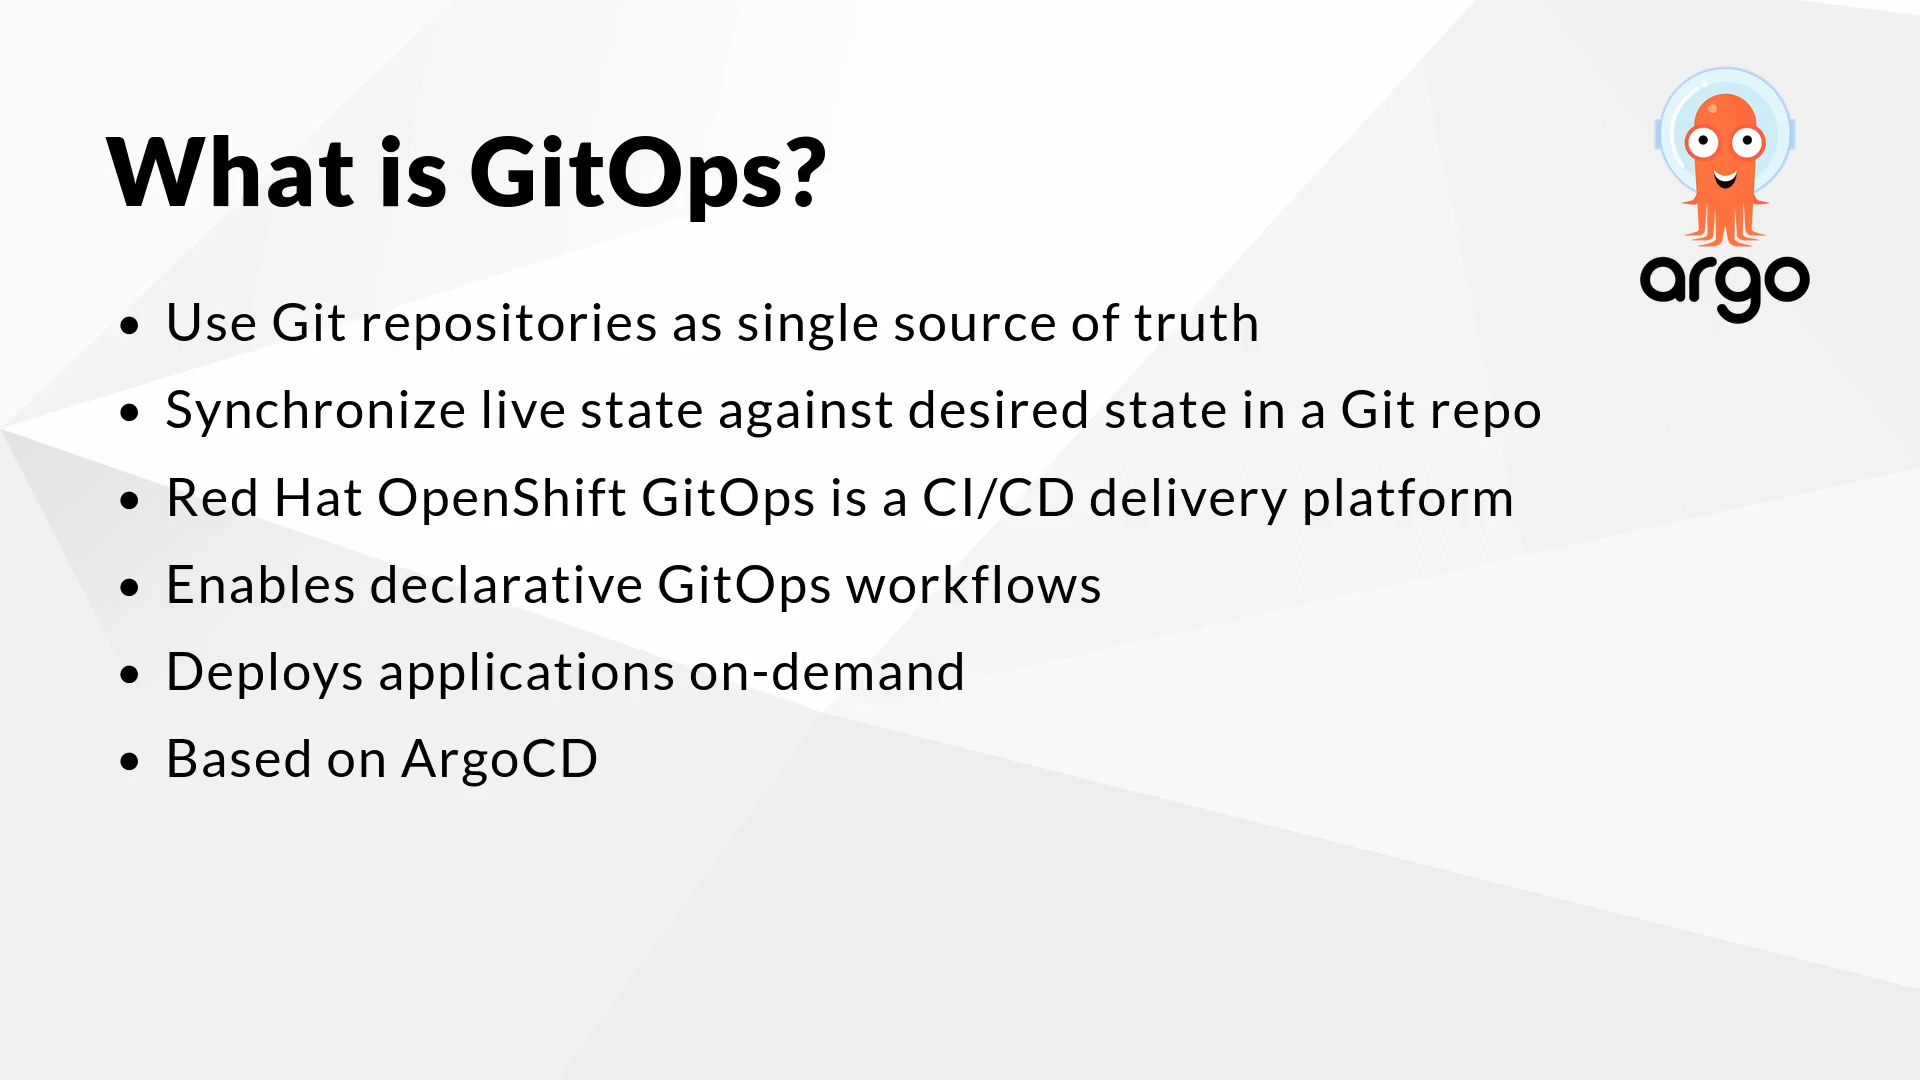 What is GitOps?
argo
• Use Git repositories as single source of truth
• Synchronize live state against desired state in a Git repo
• Red Hat OpenShift GitOps is a CI/CD delivery platform
• Enables declarative GitOps workflows
• Deploys applications on-demand
• Based on ArgoCD